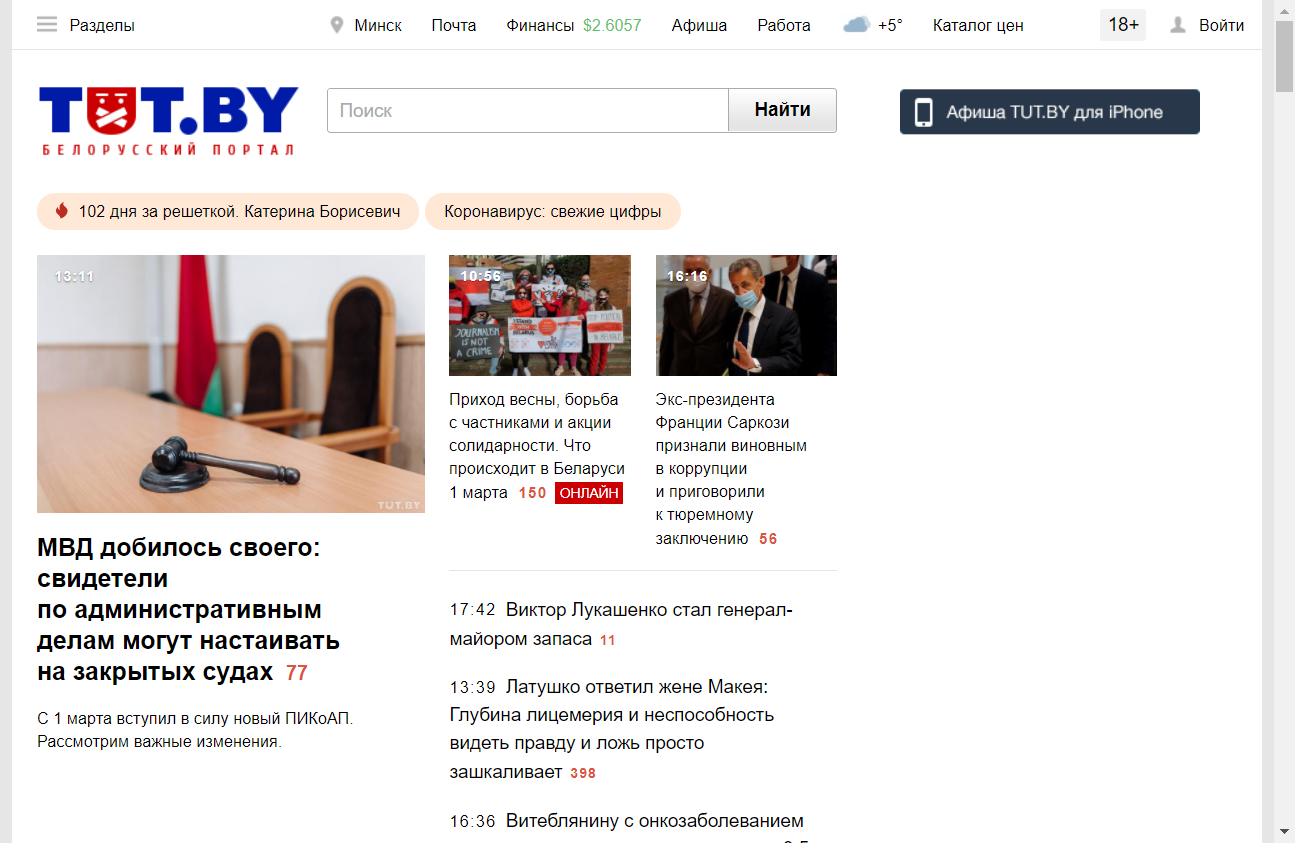 Разделы
Минск
Почта
Финансы $2.6057
Афиша
Работа
+5°
Каталог цен
18+
Войти
TUT.BY
БЕЛОРУССКИЙ ПОРТАЛ
Поиск
Найти
Афиша TUT.BY для iPhone
102 дня за решеткой. Катерина Борисевич
Коронавирус: свежие цифры
13:11
TUT.BY
МВД добилось своего:
свидетели
по административным
делам могут настаивать
на закрытых судах 77
С 1 марта вступил в силу новый ПИКоАП.
Рассмотрим важные изменения.
10:56
JOURNALISM
IS NOT
A CRIME
Приход весны, борьба
с частниками и акции
солидарности. Что
происходит в Беларуси
1 марта 150 ОНЛАЙН
16:16
Экс-президента
Франции Саркози
признали виновным
в коррупции
и приговорили
к тюремному
заключению 56
17:42 Виктор Лукашенко стал генерал-
майором запаса 11
13:39 Латушко ответил жене Макея:
Глубина лицемерия и неспособность
видеть правду и ложь просто
зашкаливает 398
16:36 Витеблянину с онкозаболеванием